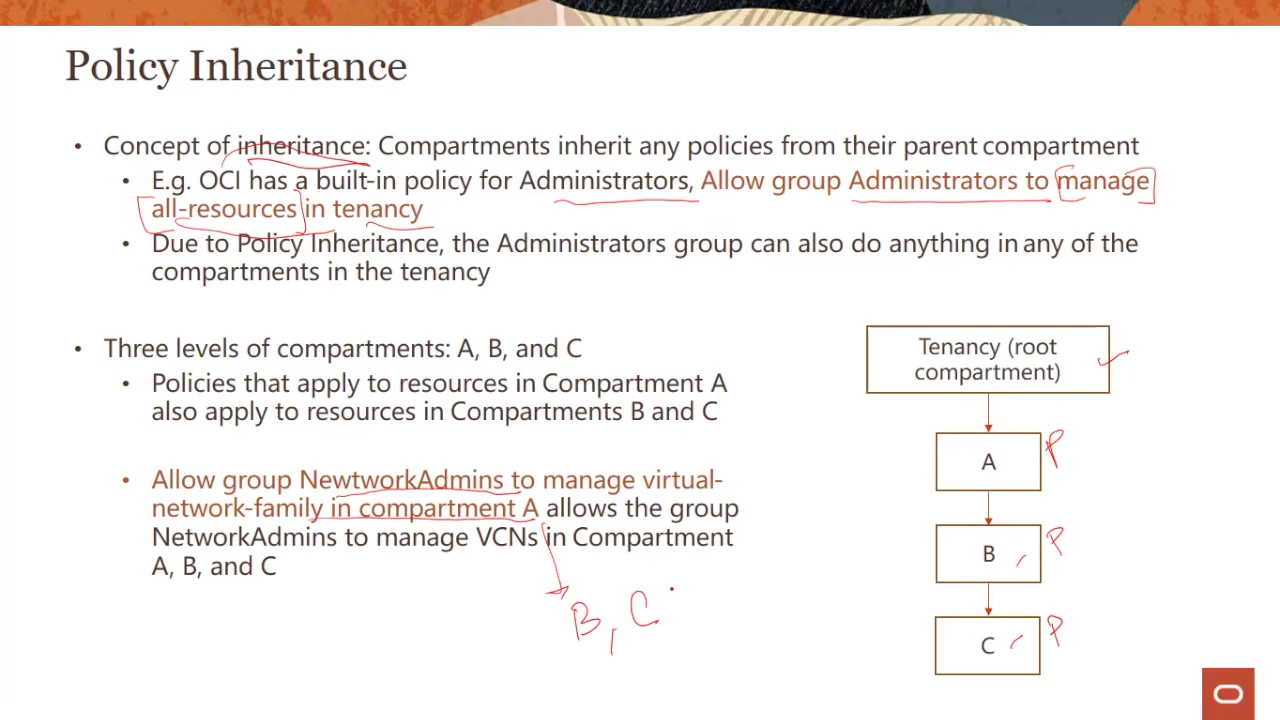 Policy Inheritance
• Concept of inheritance: Compartments inherit any policies from their parent compartment
• E.g. OCI has a built-in policy for Administrators, Allow group Administrators to manage
all-resources in tenancy
• Due to Policy Inheritance, the Administrators group can also do anything in any of the
compartments in the tenancy
• Three levels of compartments: A, B, and C
• Policies that apply to resources in Compartment A
also apply to resources in Compartments B and C
• Allow group NewtworkAdmins to manage virtual-
network-family in compartment A allows the group
NetworkAdmins to manage VCNs in Compartment
A, B, and C
B, C
Tenancy (root
compartment)
A P
B P
C P